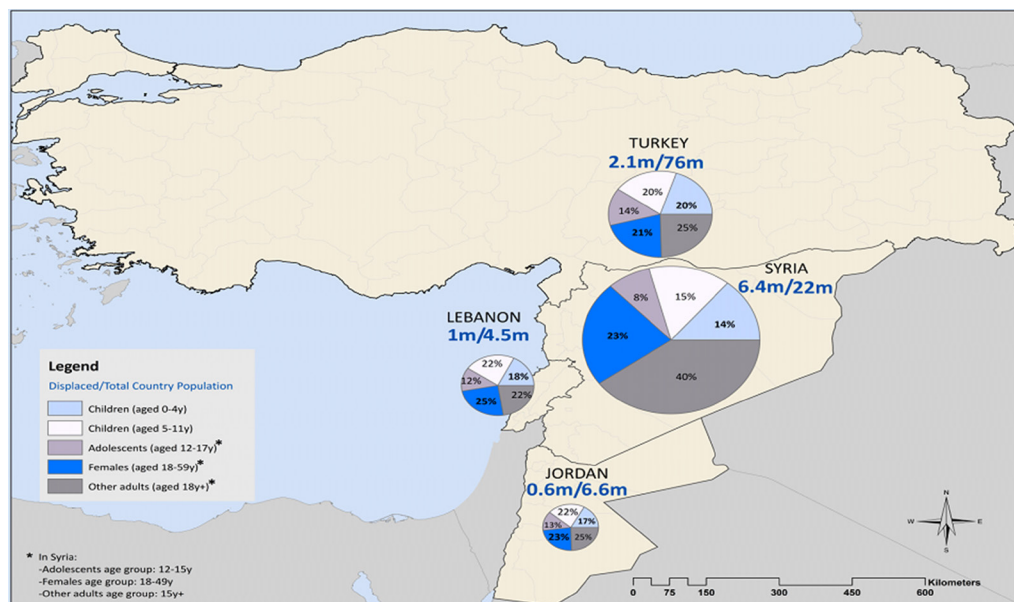 TURKEY
2.1m/76m
20%
20%
14%
21%
25%
SYRIA
6.4m/22m
8%
15%
14%
23%
40%
LEBANON
1m/4.5m
22%
18%
12%
25%
22%
JORDAN
0.6m/6.6m
22%
17%
13%
23%
25%
Legend
Displaced/Total Country Population
Children (aged 0-4y)
Children (aged 5-11y)
Adolescents (aged 12-17y)*
Females (aged 18-59y)*
Other adults (aged 18y+)*
* In Syria:
-Adolescents age group: 12-15y
-Females age group: 18-49y
-Other adults age group: 15y+
N
W E
S
Kilometers
0 75 150 300 450 600